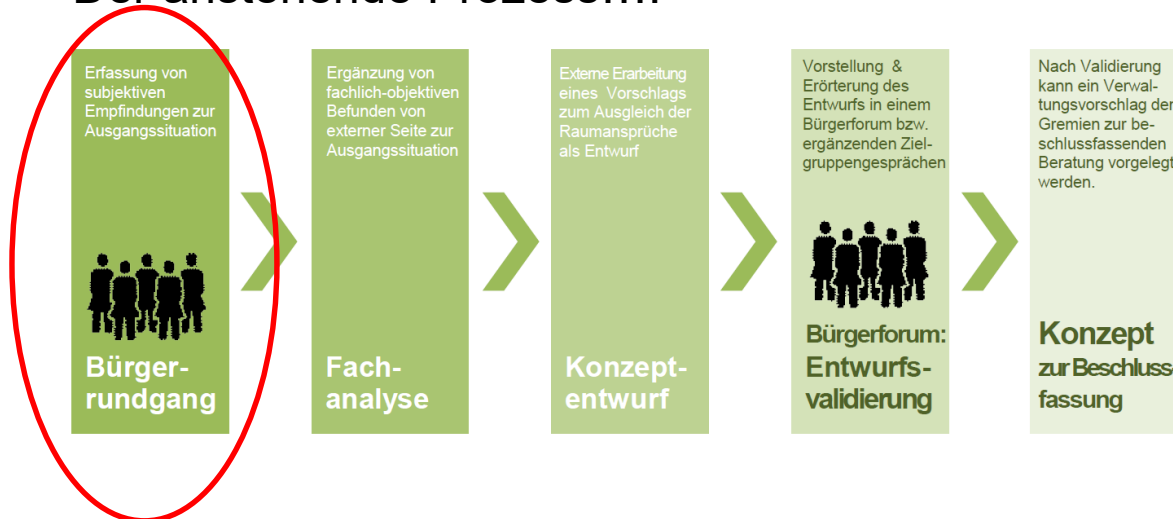 Der anstehende Prozess....
Erfassung von
subjektiven
Empfindungen zur
Ausgangssituation
Bürger-
rundgang
Ergänzung von
fachlich-objektiven
Befunden von
externer Seite zur
Ausgangssituation
Fach-
analyse
Externe Erarbeitung
eines Vorschlags
zum Ausgleich der
Raumansprüche
als Entwurf
Konzept-
entwurf
Vorstellung &
Erörterung des
Entwurfs in einem
Bürgerforum bzw.
ergänzenden Ziel-
gruppengesprächen
Bürgerforum:
Entwurfs-
validierung
Nach Validierung
kann ein Verwal-
tungsvorschlag den
Gremien zur be-
schlussfassenden
Beratung vorgelegt
werden.
Konzept
zur Beschluss-
fassung